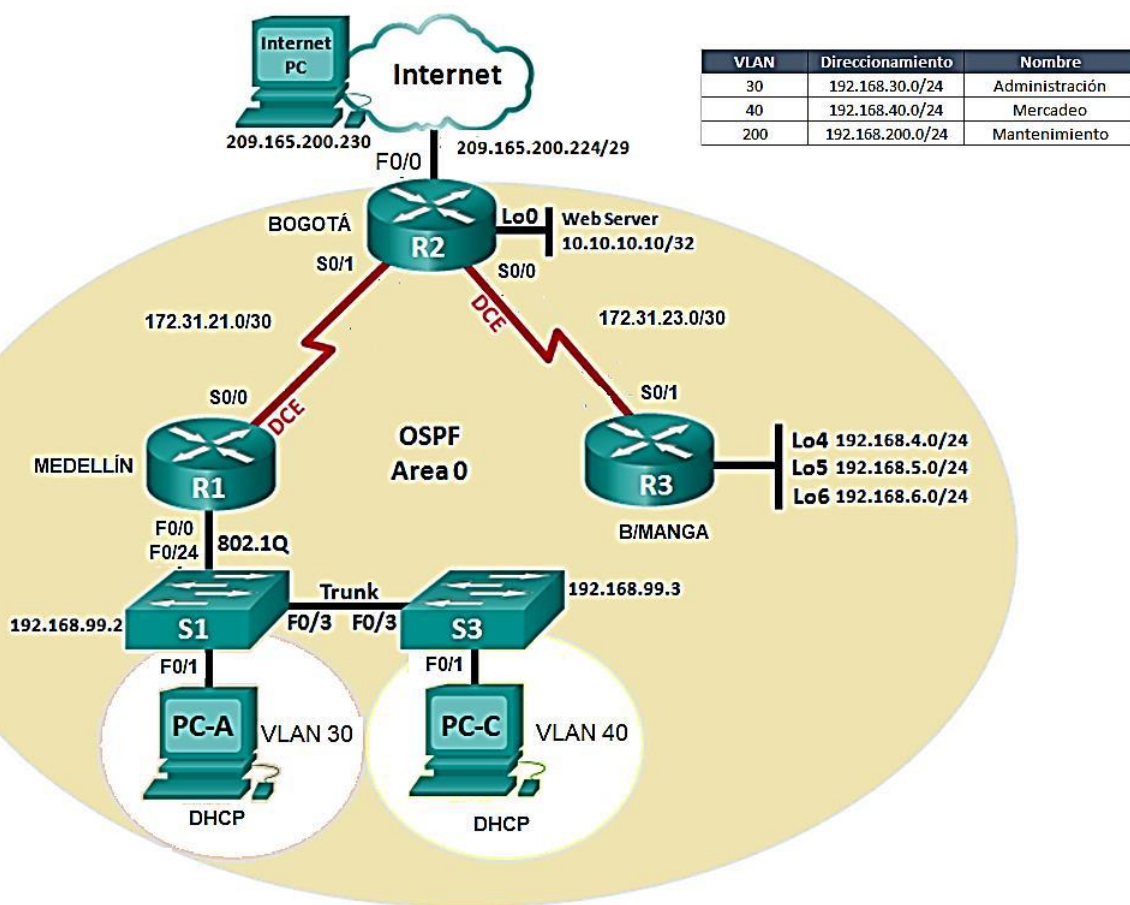 Internet
PC
Internet
209.165.200.230
209.165.200.224/29
F0/0
VLAN Direccionamiento Nombre
30 192.168.30.0/24 Administración
40 192.168.40.0/24 Mercadeo
200 192.168.200.0/24 Mantenimiento
BOGOTÁ
R2
Lo0
Web Server
10.10.10.10/32
S0/1
S0/0
DCE
172.31.21.0/30
172.31.23.0/30
S0/0
DCE
S0/1
OSPF
Area 0
MEDELLÍN
R1
R3
B/MANGA
Lo4 192.168.4.0/24
Lo5 192.168.5.0/24
Lo6 192.168.6.0/24
F0/0
F0/24
802.1Q
Trunk
192.168.99.2
S1
F0/3
F0/3
S3
192.168.99.3
F0/1
F0/1
PC-A
VLAN 30
PC-C
VLAN 40
DHCP
DHCP